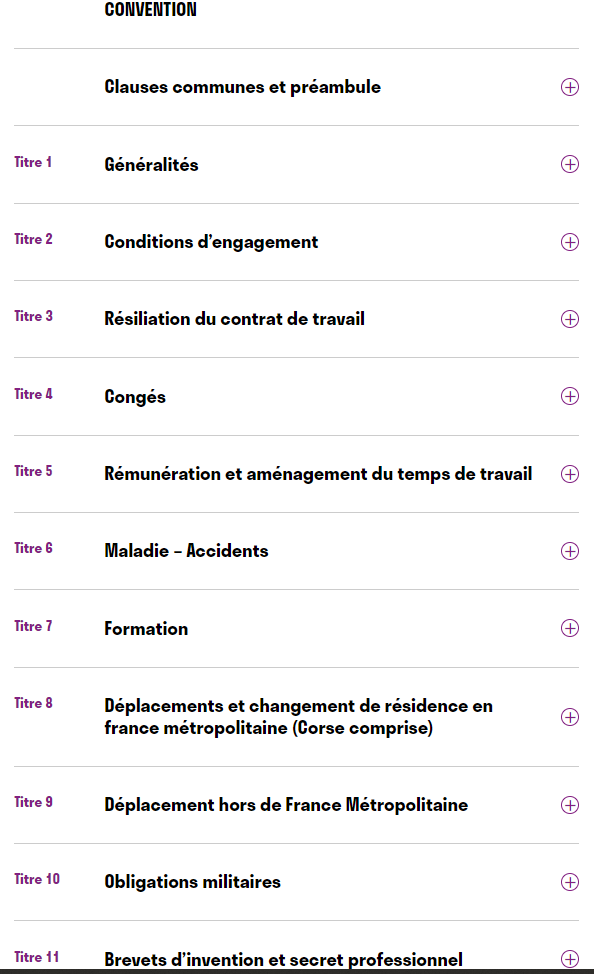 CONVENTION
Clauses communes et préambule
Titre 1 Généralités
Titre 2 Conditions d’engagement
Titre 3 Résiliation du contrat de travail
Titre 4 Congés
Titre 5 Rémunération et aménagement du temps de travail
Titre 6 Maladie – Accidents
Titre 7 Formation
Titre 8 Déplacements et changement de résidence en
france métropolitaine (Corse comprise)
Titre 9 Déplacement hors de France Métropolitaine
Titre 10 Obligations militaires
Titre 11 Brevets d’invention et secret professionnel